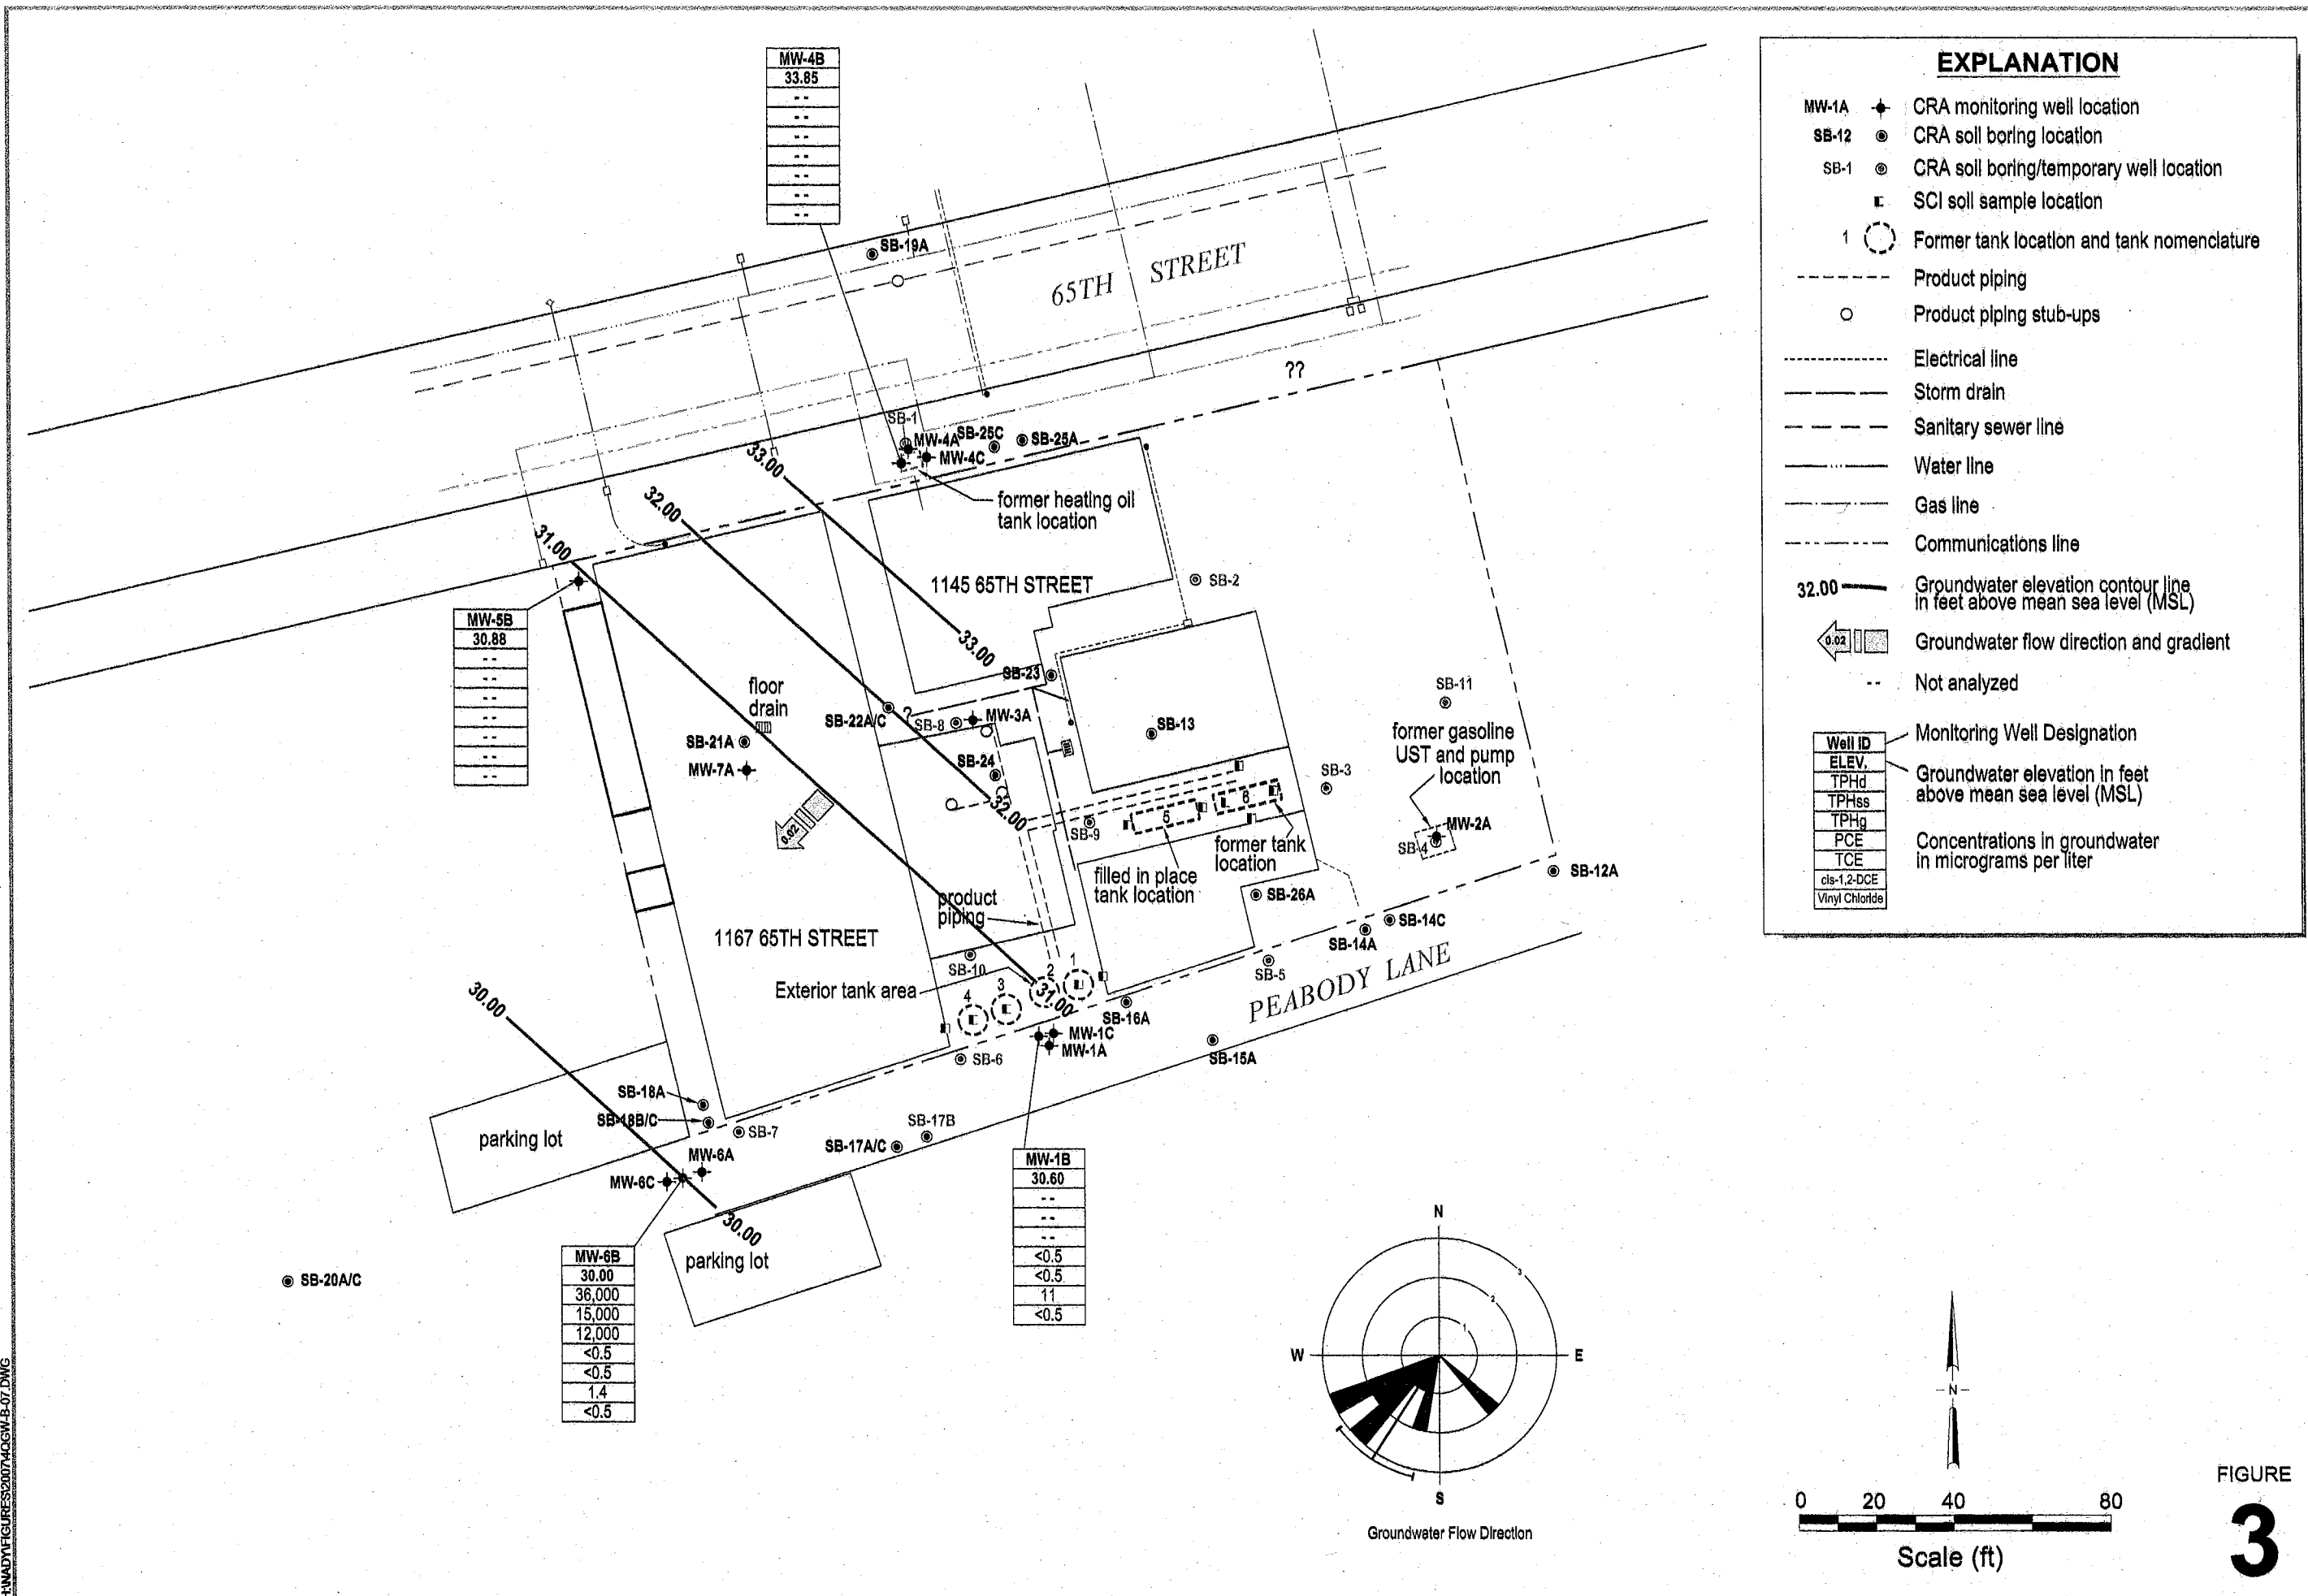 MW-4B
33.85
- -
- -
- -
- -
- -
- -
- -
SB-19A
65TH STREET
??
SB-1
MW-4A
SB-25C
SB-25A
MW-4C
33.00
32.00
31.00
former heating oil
tank location
1145 65TH STREET
SB-2
MW-5B
30.88
- -
- -
- -
- -
- -
- -
- -
33.00
SB-23
floor
drain
SB-22A/C
?
SB-8
MW-3A
SB-13
SB-11
SB-21A
MW-7A
SB-24
former gasoline
UST and pump
location
SB-3
0.02
32.00
SB-9
5
6
MW-2A
SB-4
former tank
location
filled in place
tank location
SB-12A
SB-26A
product
piping
SB-14C
SB-14A
1167 65TH STREET
SB-10
SB-5
PEABODY LANE
Exterior tank area
4
3
2
1
31.00
30.00
SB-16A
MW-1C
MW-1A
SB-6
SB-15A
SB-18A
SB-18B/C
SB-7
SB-17B
SB-17A/C
parking lot
MW-6A
MW-6C
30.00
parking lot
MW-1B
30.60
- -
- -
- -
<0.5
<0.5
11
<0.5
MW-6B
30.00
36,000
15,000
12,000
<0.5
<0.5
1.4
<0.5
SB-20A/C
N
3
2
1
W
E
S
Groundwater Flow Direction
EXPLANATION
MW-1A CRA monitoring well location
SB-12 CRA soil boring location
SB-1 CRA soil boring/temporary well location
SCI soil sample location
1 Former tank location and tank nomenclature
Product piping
Product piping stub-ups
Electrical line
Storm drain
Sanitary sewer line
Water line
Gas line
Communications line
32.00 Groundwater elevation contour line
in feet above mean sea level (MSL)
0.02 Groundwater flow direction and gradient
-- Not analyzed
Well ID
ELEV.
TPHd
TPHss
TPHg
PCE
TCE
cis-1,2-DCE
Vinyl Chloride
Monitoring Well Designation
Groundwater elevation in feet
above mean sea level (MSL)
Concentrations in groundwater
in micrograms per liter
N
0 20 40 80
Scale (ft)
FIGURE
3
H:\NADY\FIGURES\2007\4QGW-B-07.DWG